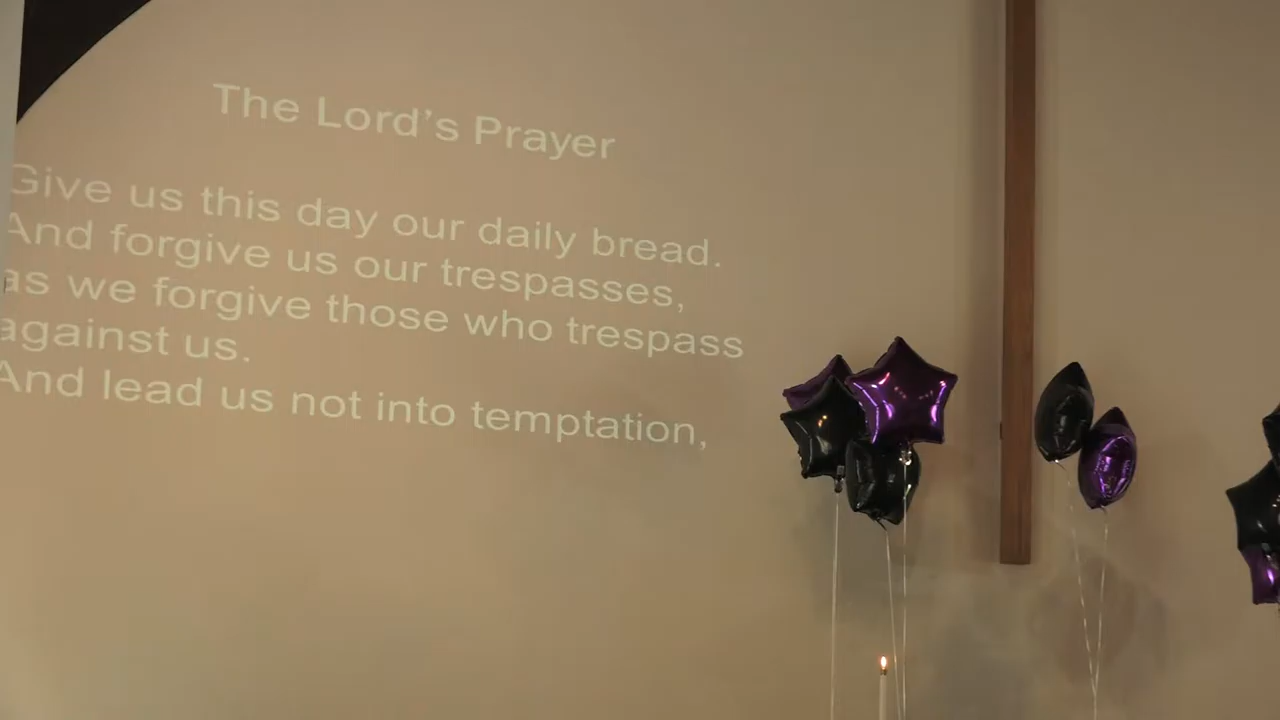 The Lord’s Prayer
Give us this day our daily bread.
And forgive us our trespasses,
as we forgive those who trespass
against us.
And lead us not into temptation,